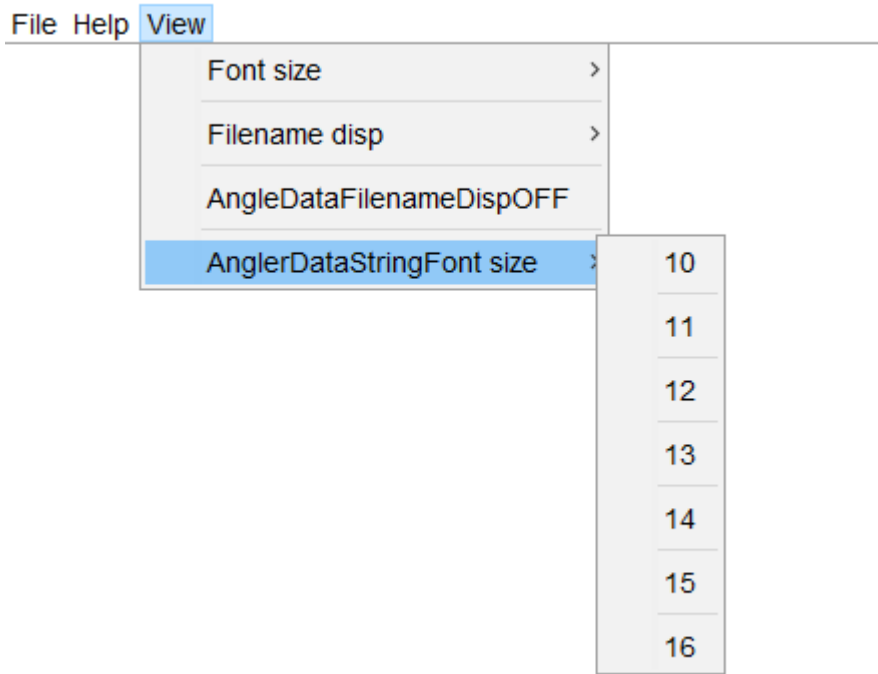 File Help View
Font size
Filename disp
AngleDataFilenameDispOFF
AnglerDataStringFont size
10
11
12
13
14
15
16